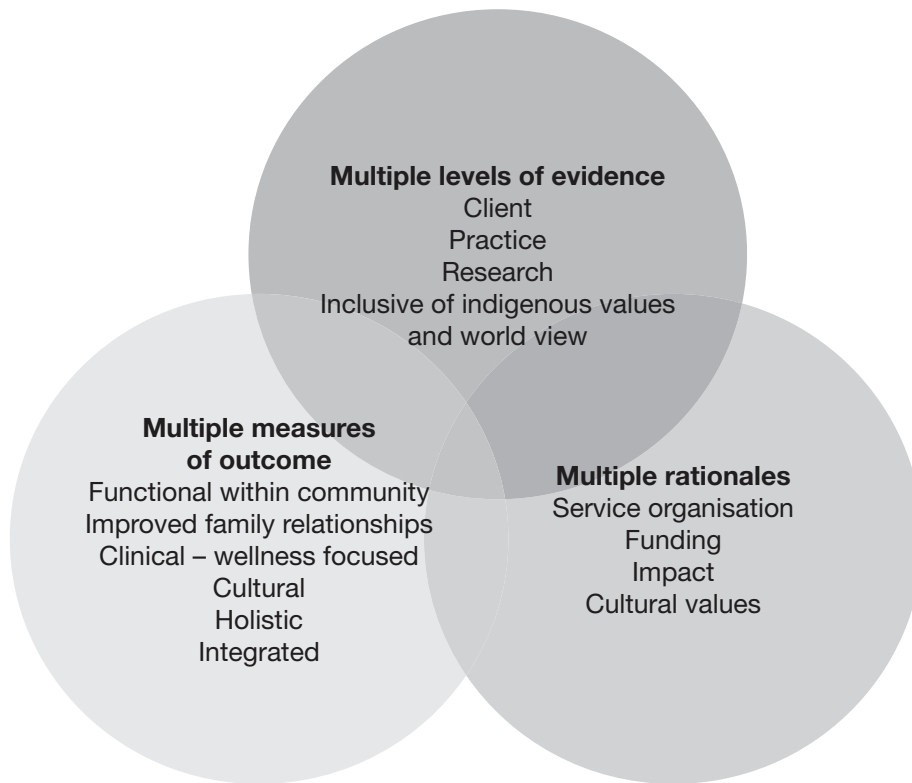 Multiple levels of evidence
Client
Practice
Research
Inclusive of indigenous values
and world view
Multiple measures
of outcome
Functional within community
Improved family relationships
Clinical – wellness focused
Cultural
Holistic
Integrated
Multiple rationales
Service organisation
Funding
Impact
Cultural values